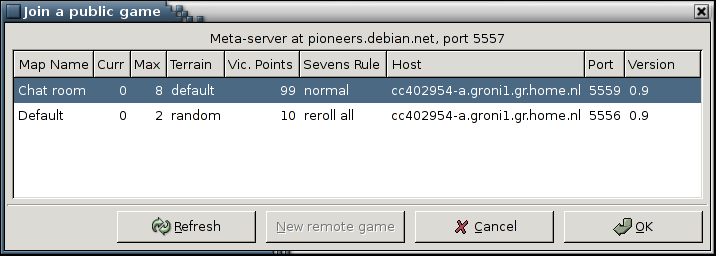 Join a public game
Meta-server at pioneers.debian.net, port 5557
Map Name Curr Max Terrain Vic. Points Sevens Rule Host Port Version
Chat room 0 8 default 99 normal cc402954-a.groni1.gr.home.nl 5559 0.9
Default 0 2 random 10 reroll all cc402954-a.groni1.gr.home.nl 5556 0.9
Refresh New remote game Cancel OK